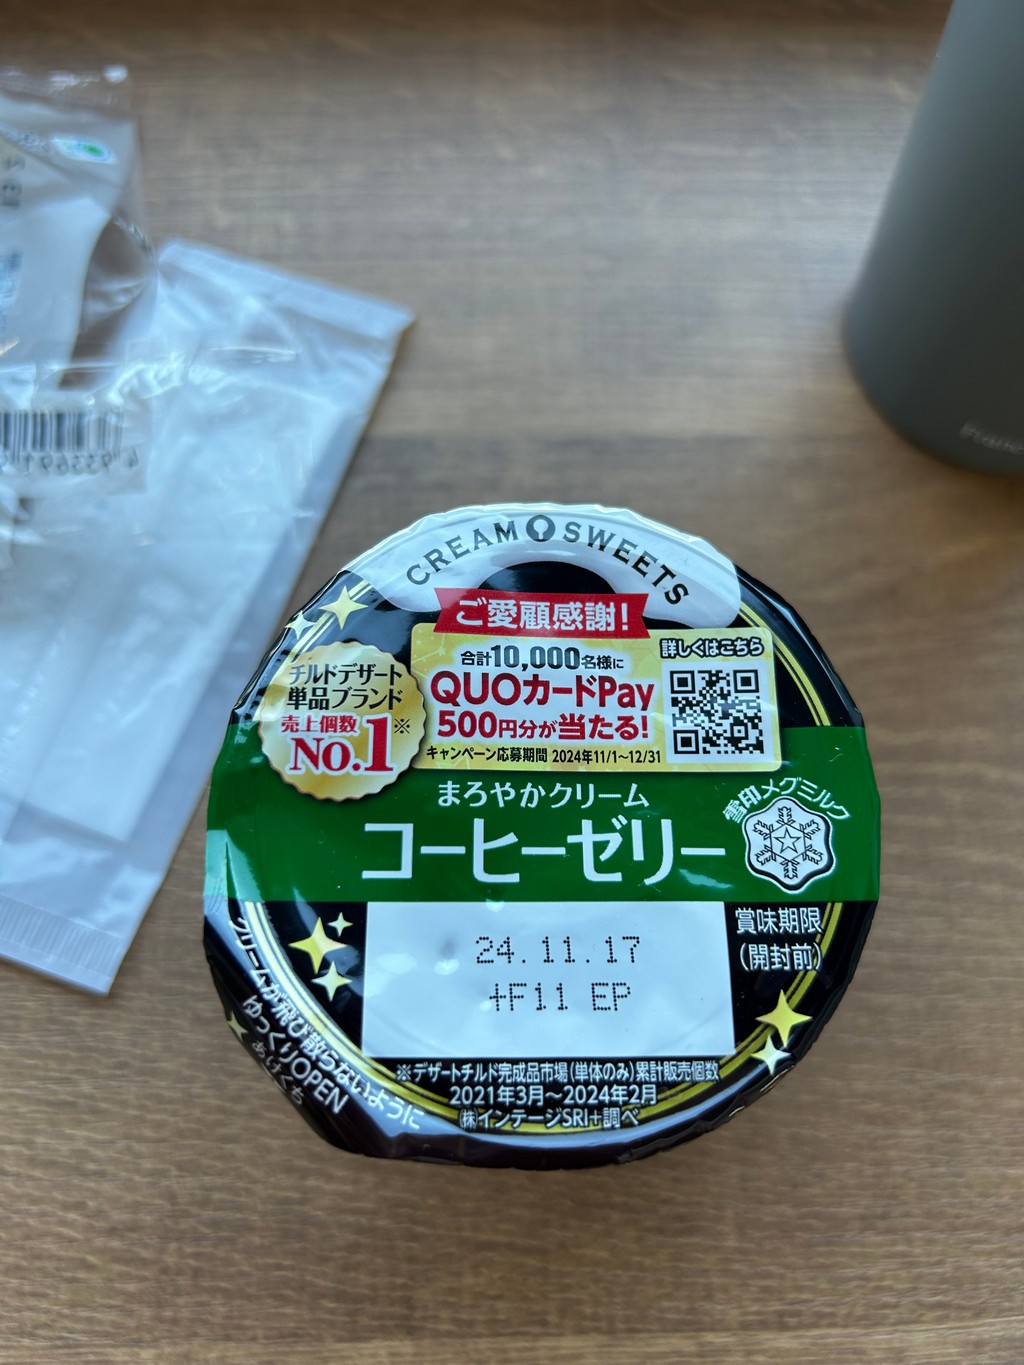 CREAM SWEETS
ご愛顧感謝!
合計10,000名様に
QUOカードPay
500円分が当たる!
キャンペーン応募期間 2024年11/1~12/31
詳しくはこちら
チルドデザート
単品ブランド
売上個数
No.1※
まろやかクリーム
コーヒーゼリー
雪印メグミルク
24.11.17
+F11 EP
賞味期限
(開封前)
クリームが飛び散らないように
ゆっくりOPEN
あけくち
※デザートチルド完成品市場(単体のみ)累計販売個数
2021年3月~2024年2月
㈱インテージSRI+調べ